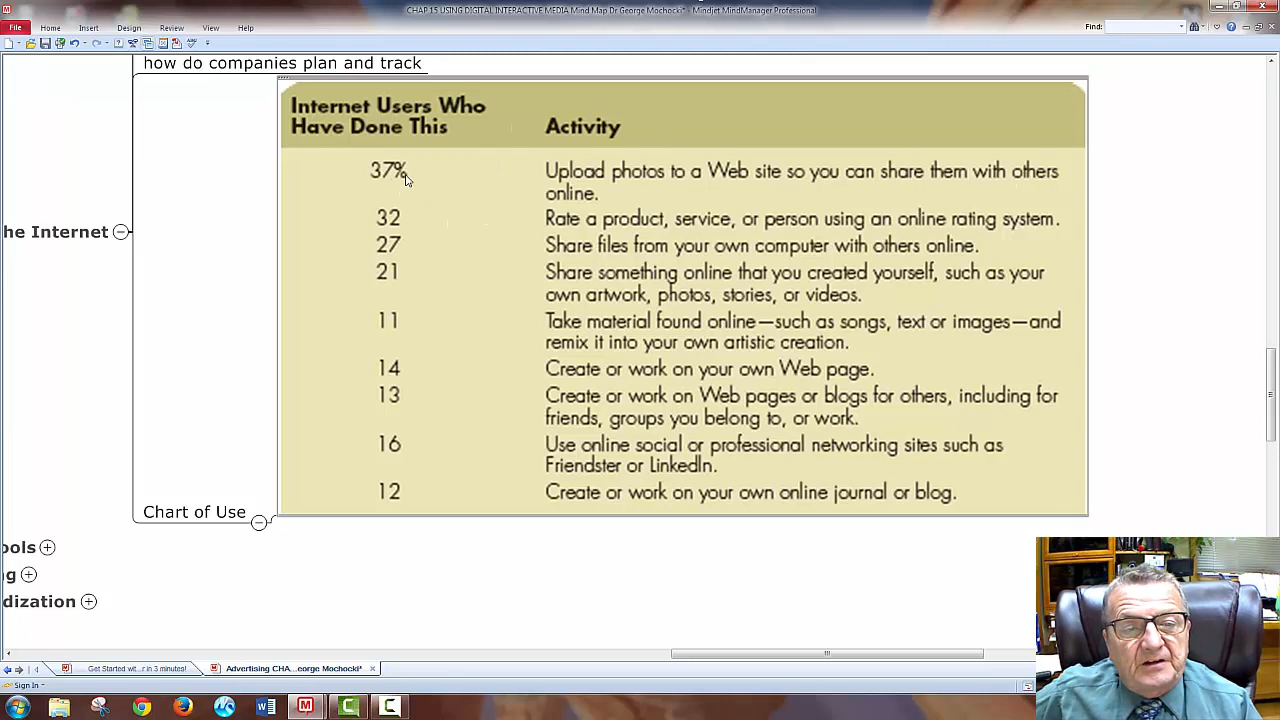 CHAP 15 USING DIGITAL INTERACTIVE MEDIA Mind Map Dr George Mochocki* - Mindjet MindManager Professional
File Home Insert Design Review View Help Find:
how do companies plan and track
Internet Users Who
Have Done This Activity
37% Upload photos to a Web site so you can share them with others
online.
32 Rate a product, service, or person using an online rating system.
he Internet
27 Share files from your own computer with others online.
21 Share something online that you created yourself, such as your
own artwork, photos, stories, or videos.
11 Take material found online—such as songs, text or images—and
remix it into your own artistic creation.
14 Create or work on your own Web page.
13 Create or work on Web pages or blogs for others, including for
friends, groups you belong to, or work.
16 Use online social or professional networking sites such as
Friendster or LinkedIn.
12 Create or work on your own online journal or blog.
Chart of Use
ools
g
dization
Get Started wit...r in 3 minutes! Advertising CHA...eorge Mochocki*
Sign In